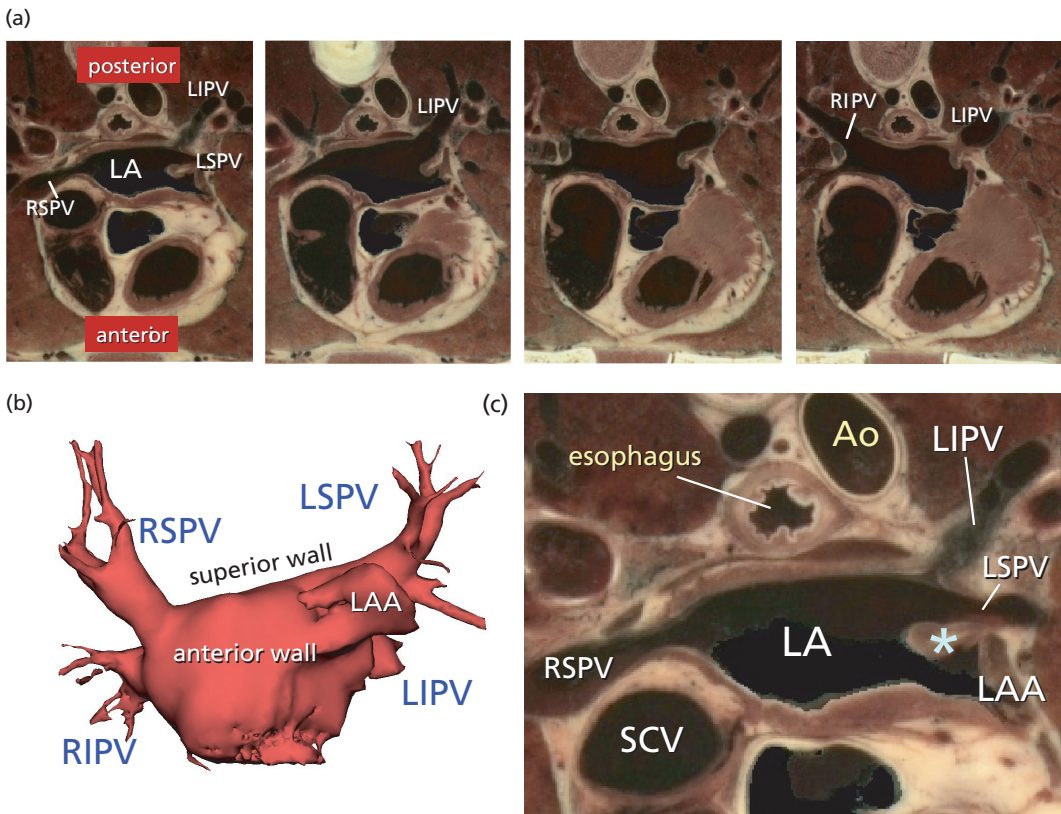 (a)
posterior
LIPV
LA
LSPV
RSPV
anterior
LIPV
RIPV
LIPV
(b)
RSPV
LSPV
superior wall
LAA
anterior wall
LIPV
RIPV
(c)
Ao
esophagus
LIPV
LSPV
LA
*
RSPV
LAA
SCV